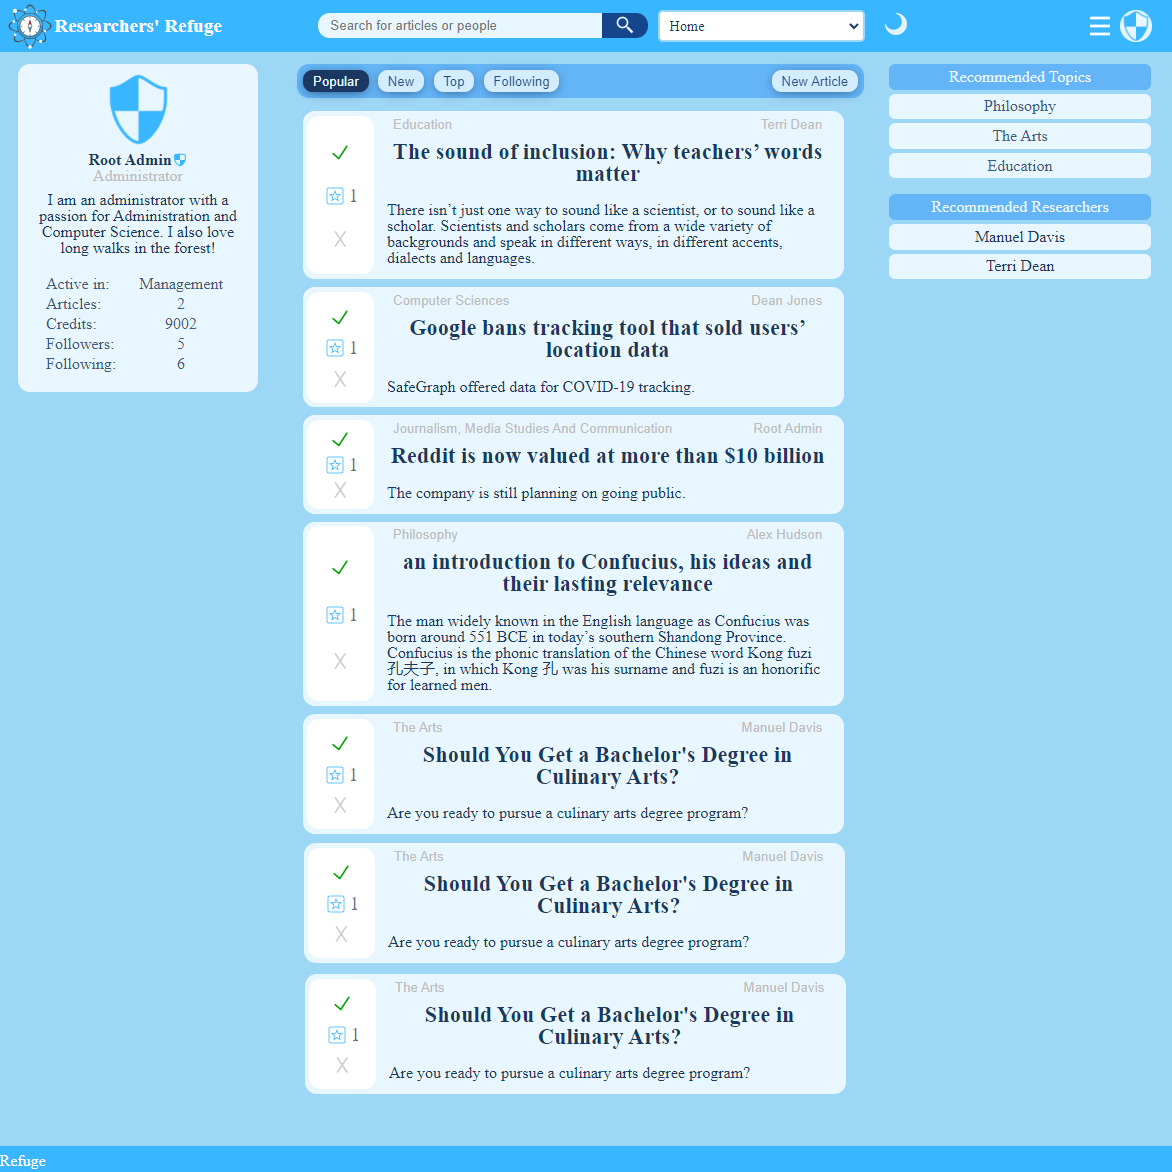 Researchers' Refuge
Search for articles or people
Home
Root Admin
Administrator
I am an administrator with a
passion for Administration and
Computer Science. I also love
long walks in the forest!
Active in: Management
Articles: 2
Credits: 9002
Followers: 5
Following: 6
Popular New Top Following New Article
Education Terri Dean
The sound of inclusion: Why teachers’ words
matter
1
There isn’t just one way to sound like a scientist, or to sound like a
scholar. Scientists and scholars come from a wide variety of
backgrounds and speak in different ways, in different accents,
dialects and languages.
Computer Sciences Dean Jones
Google bans tracking tool that sold users’
location data
1
SafeGraph offered data for COVID-19 tracking.
Journalism, Media Studies And Communication Root Admin
Reddit is now valued at more than $10 billion
1
The company is still planning on going public.
Philosophy Alex Hudson
an introduction to Confucius, his ideas and
their lasting relevance
1
The man widely known in the English language as Confucius was
born around 551 BCE in today’s southern Shandong Province.
Confucius is the phonic translation of the Chinese word Kong fuzi
孔夫子, in which Kong 孔 was his surname and fuzi is an honorific
for learned men.
The Arts Manuel Davis
Should You Get a Bachelor's Degree in
Culinary Arts?
1
Are you ready to pursue a culinary arts degree program?
The Arts Manuel Davis
Should You Get a Bachelor's Degree in
Culinary Arts?
1
Are you ready to pursue a culinary arts degree program?
The Arts Manuel Davis
Should You Get a Bachelor's Degree in
Culinary Arts?
1
Are you ready to pursue a culinary arts degree program?
Recommended Topics
Philosophy
The Arts
Education
Recommended Researchers
Manuel Davis
Terri Dean
Refuge